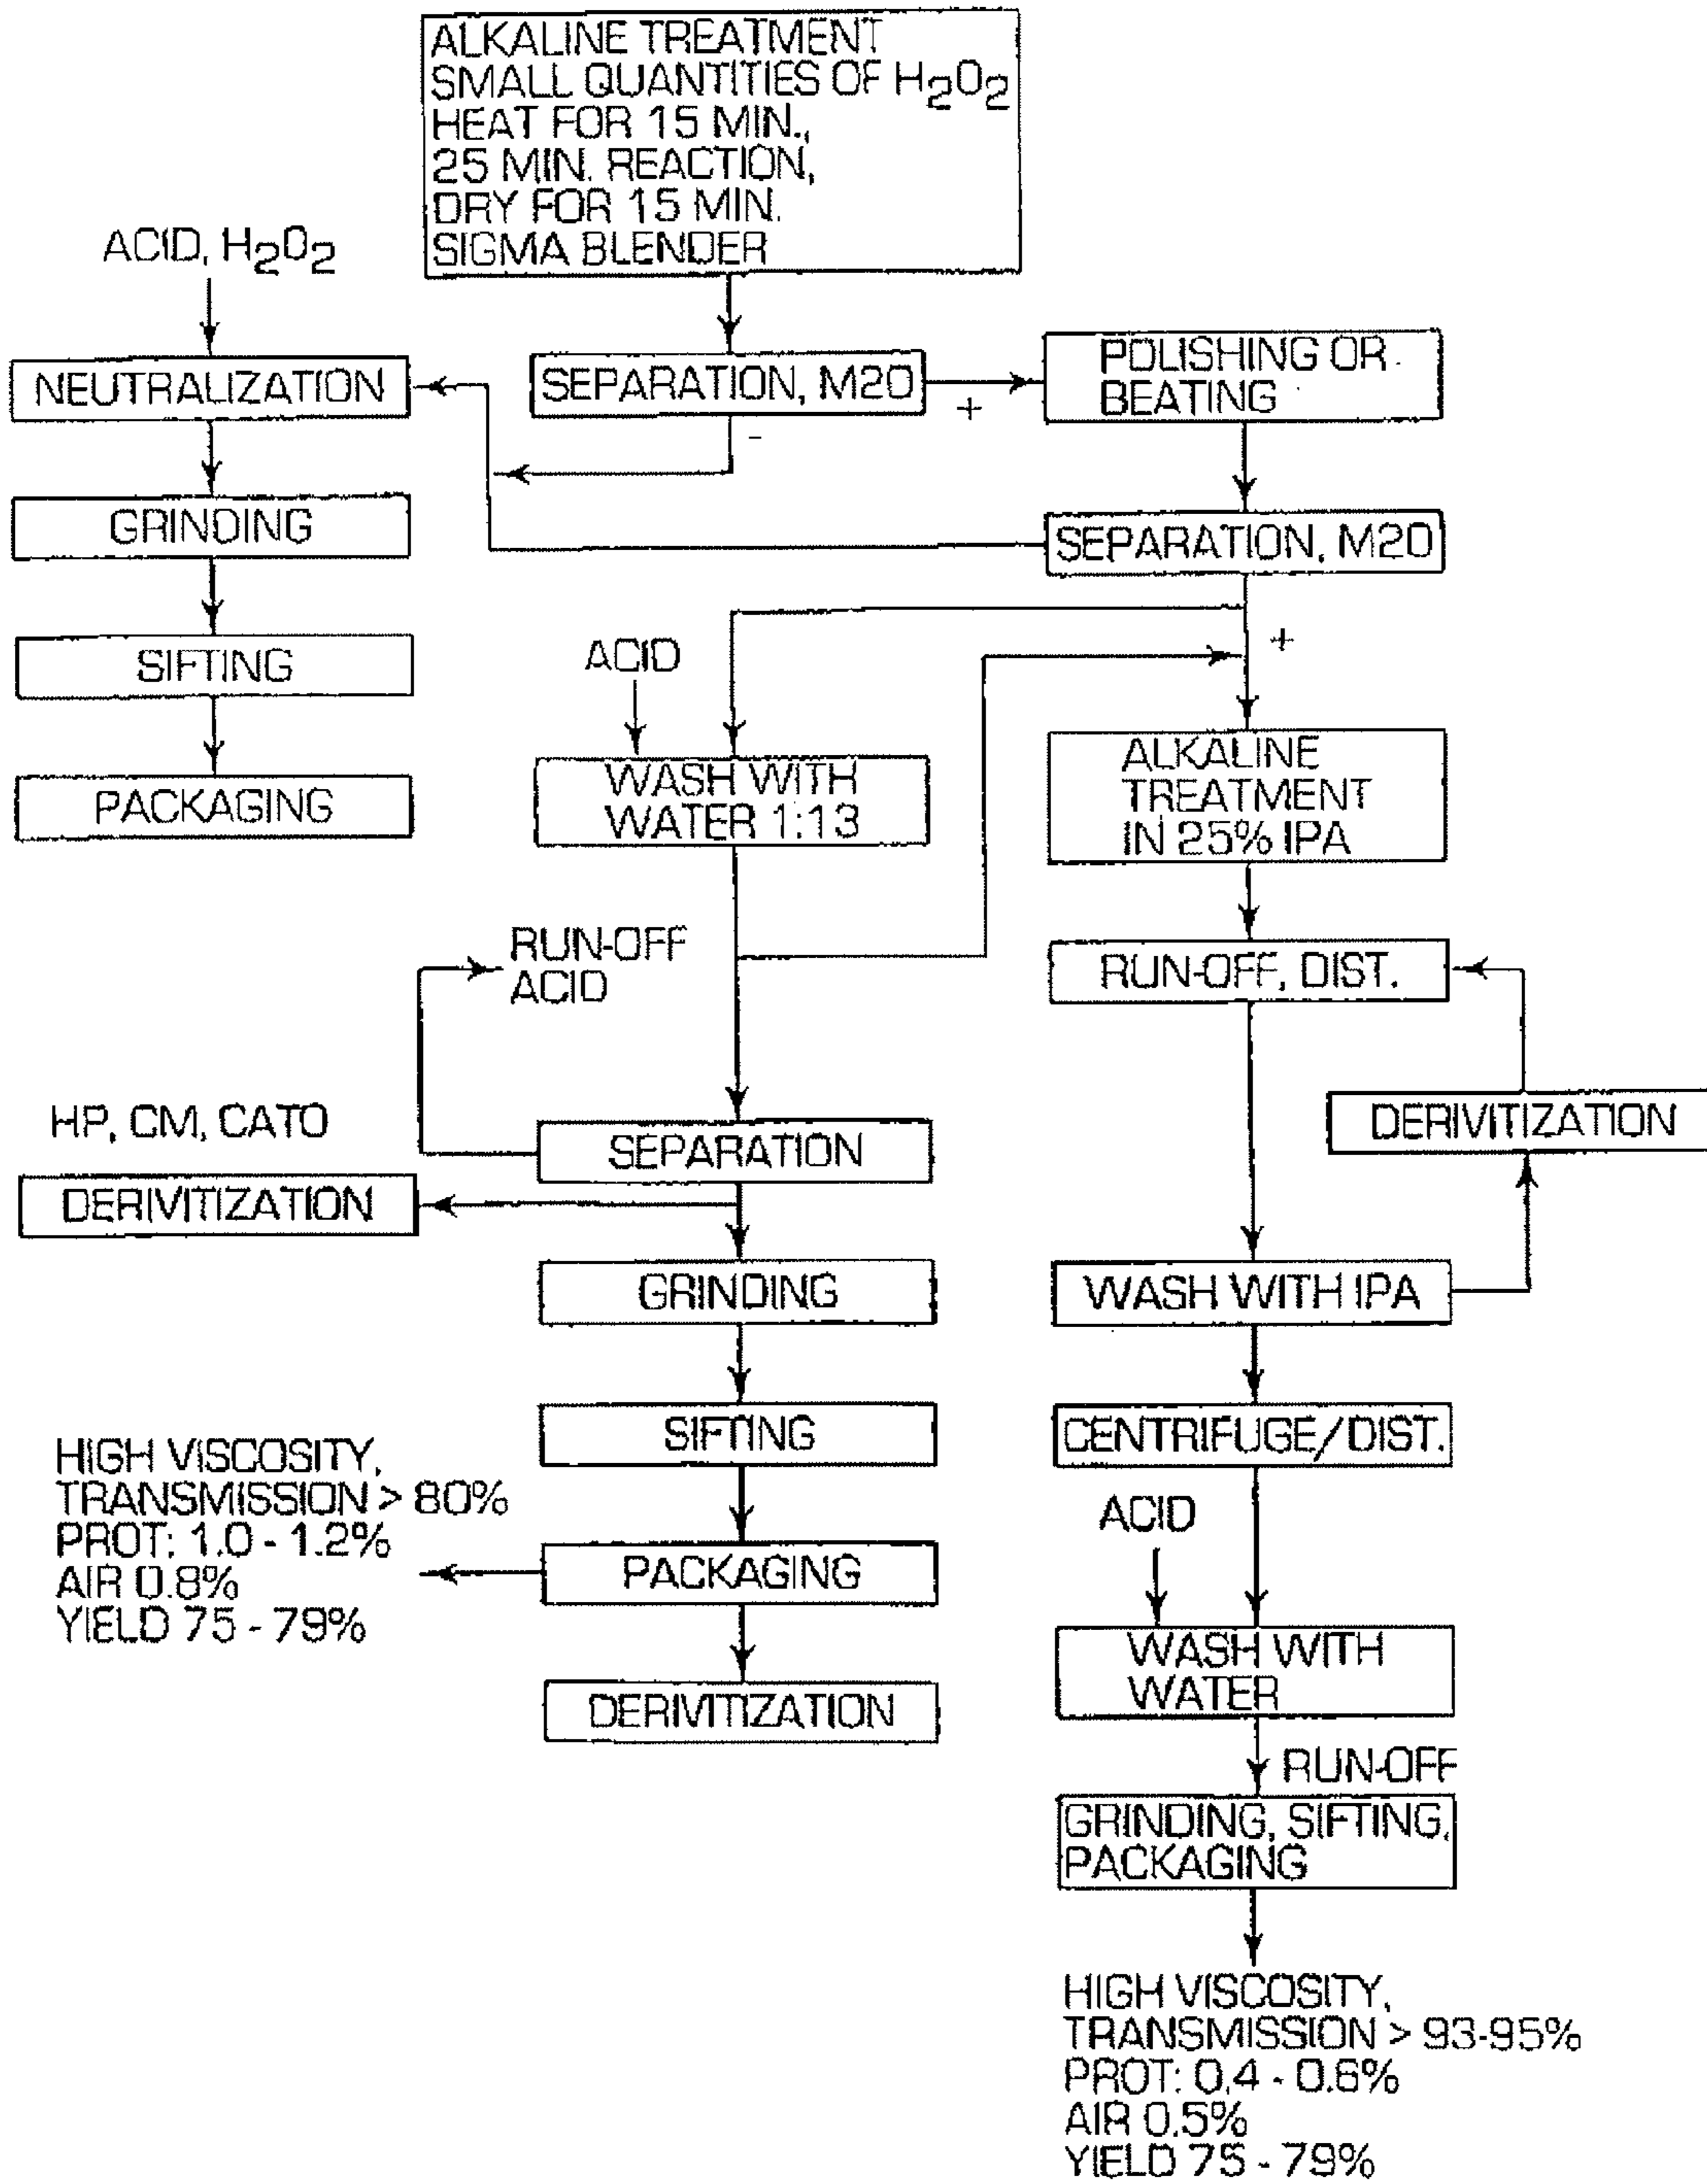 ALKALINE TREATMENT
SMALL QUANTITIES OF H₂O₂
HEAT FOR 15 MIN.,
25 MIN. REACTION,
DRY FOR 15 MIN.
SIGMA BLENDER
ACID, H₂O₂
NEUTRALIZATION
SEPARATION, M20
+
-
POLISHING OR
BEATING
GRINDING
SEPARATION, M20
+
SIFTING
ACID
PACKAGING
WASH WITH
WATER 1:13
ALKALINE
TREATMENT
IN 25% IPA
RUN-OFF
ACID
RUN-OFF, DIST.
HP, CM, CATO
DERIVITIZATION
SEPARATION
DERIVITIZATION
GRINDING
WASH WITH IPA
SIFTING
CENTRIFUGE/DIST.
HIGH VISCOSITY,
TRANSMISSION > 80%
PROT: 1.0 - 1.2%
AIR 0.8%
YIELD 75 - 79%
PACKAGING
ACID
DERIVITIZATION
WASH WITH
WATER
RUN-OFF
GRINDING, SIFTING,
PACKAGING
HIGH VISCOSITY,
TRANSMISSION > 93-95%
PROT: 0.4 - 0.6%
AIR 0.5%
YIELD 75 - 79%